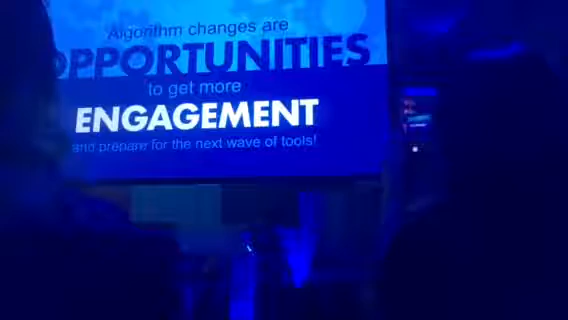 Algorithm changes are
OPPORTUNITIES
to get more
ENGAGEMENT
and prepare for the next wave of tools!